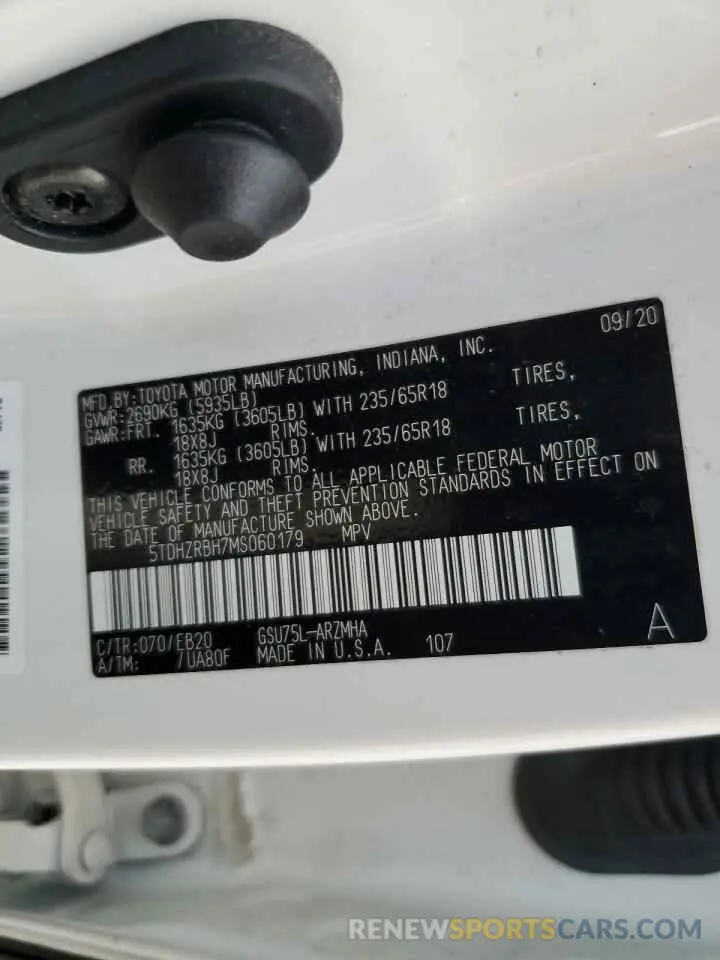 09/20
MFD.BY:TOYOTA MOTOR MANUFACTURING, INDIANA, INC.
GVWR:2690KG (5935LB)
GAWR:FRT. 1635KG (3605LB) WITH 235/65R18 TIRES,
18X8J RIMS.
RR. 1635KG (3605LB) WITH 235/65R18 TIRES,
18X8J RIMS.
THIS VEHICLE CONFORMS TO ALL APPLICABLE FEDERAL MOTOR
VEHICLE SAFETY AND THEFT PREVENTION STANDARDS IN EFFECT ON
THE DATE OF MANUFACTURE SHOWN ABOVE.
5TDHZRBH7MS060179 MPV
C/TR:070/EB20 GSU75L-ARZMHA
A/TM: /UA80F MADE IN U.S.A. 107
A
RENEWSPORTSCARS.COM